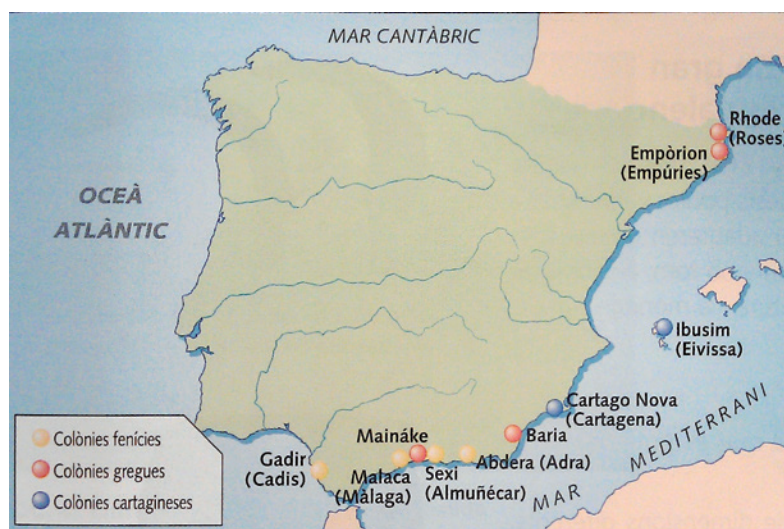 MAR CANTÀBRIC
Rhode
(Roses)
Empòrion
(Empúries)
OCEÀ
ATLÀNTIC
Ibusim
(Eivissa)
Cartago Nova
(Cartagena)
MAR MEDITERRANI
Baria
Abdera (Adra)
Sexi
(Almuñécar)
Maináke
Malaca
(Màlaga)
Gadir
(Cadis)
Colònies fenícies
Colònies gregues
Colònies cartagineses